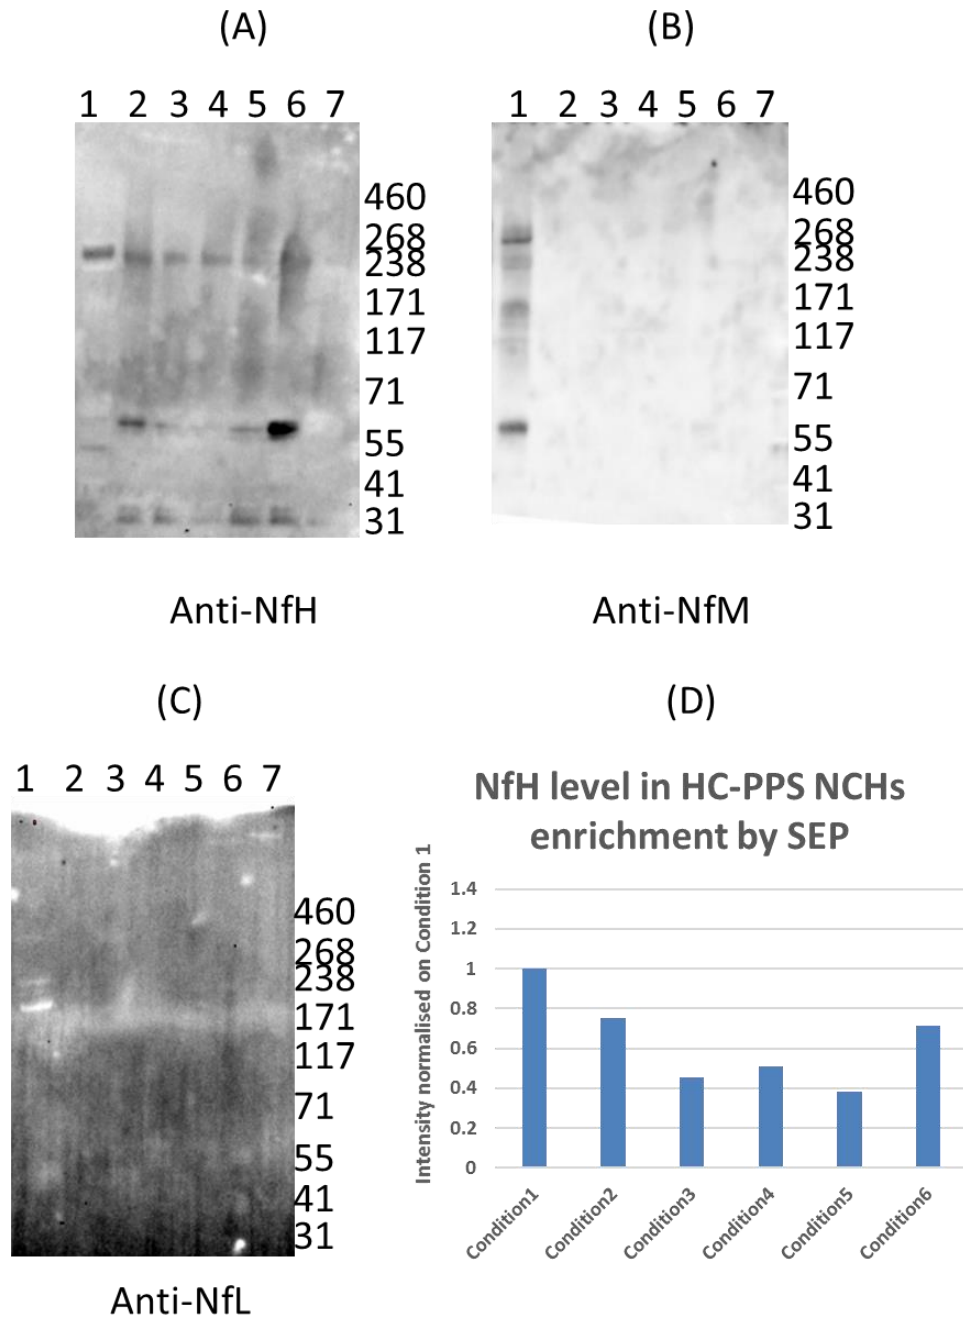 (A)
1 2 3 4 5 6 7
460
268
238
171
117
71
55
41
31
Anti-NfH
(B)
1 2 3 4 5 6 7
460
268
238
171
117
71
55
41
31
Anti-NfM
(C)
1 2 3 4 5 6 7
460
268
238
171
117
71
55
41
31
Anti-NfL
(D)
NfH level in HC-PPS NCHs
enrichment by SEP
Intensity normalised on Condition 1
1.4
1.2
1
0.8
0.6
0.4
0.2
0
Condition1
Condition2
Condition3
Condition4
Condition5
Condition6